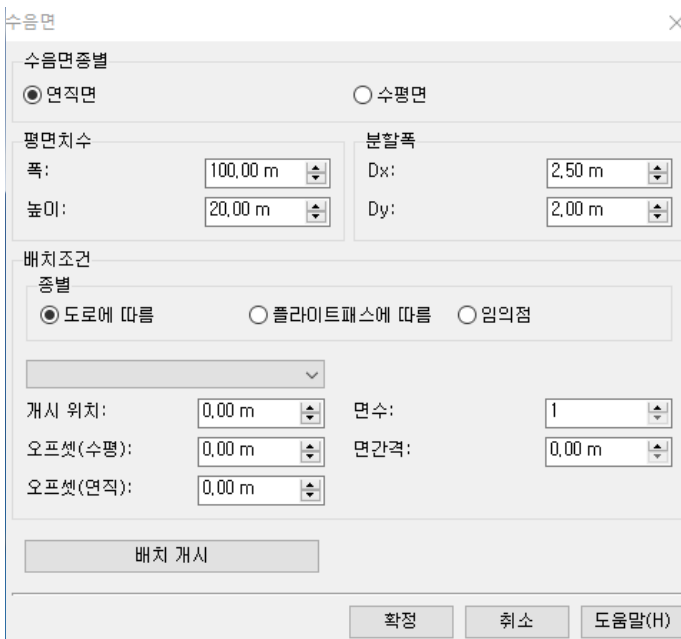 수음면
수음면종별
연직면 수평면
평면치수 분할폭
폭: 100,00 m Dx: 2,50 m
높이: 20,00 m Dy: 2,00 m
배치조건
종별
도로에 따름 플라이트패스에 따름 임의점
개시 위치: 0,00 m 면수: 1
오프셋(수평): 0,00 m 면간격: 0,00 m
오프셋(연직): 0,00 m
배치 개시
확정 취소 도움말(H)